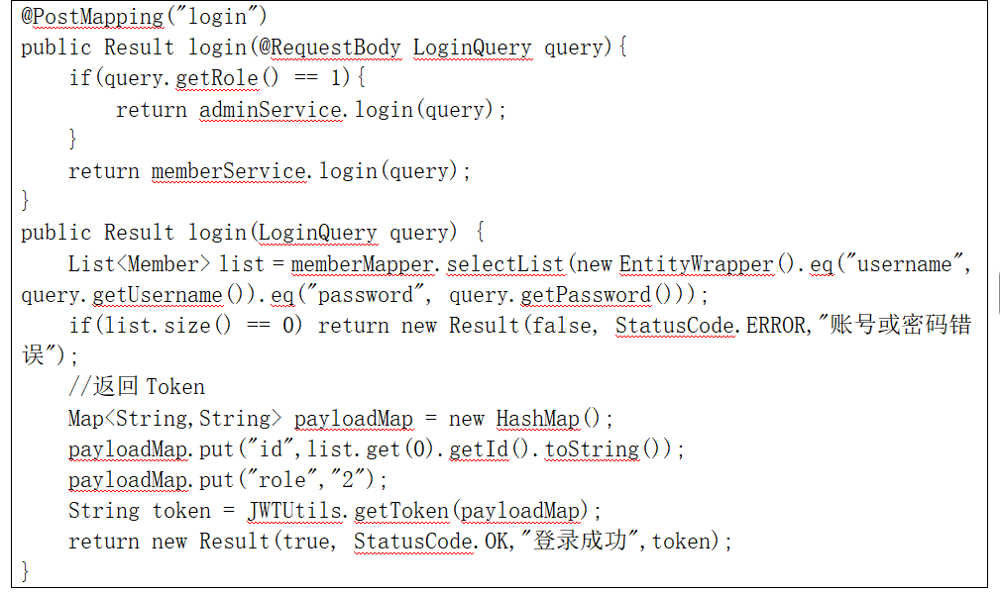 @PostMapping("login")
public Result login(@RequestBody LoginQuery query){
    if(query.getRole() == 1){
        return adminService.login(query);
    }
    return memberService.login(query);
}
public Result login(LoginQuery query) {
    List<Member> list = memberMapper.selectList(new EntityWrapper().eq("username",
query.getUsername()).eq("password", query.getPassword()));
    if(list.size() == 0) return new Result(false, StatusCode.ERROR,"账号或密码错
误");
    //返回 Token
    Map<String,String> payloadMap = new HashMap();
    payloadMap.put("id",list.get(0).getId().toString());
    payloadMap.put("role","2");
    String token = JWTUtils.getToken(payloadMap);
    return new Result(true, StatusCode.OK,"登录成功",token);
}